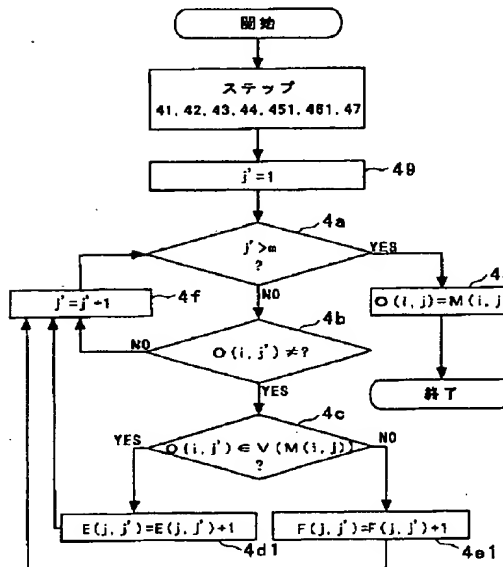 開始
ステップ
41, 42, 43, 44, 451, 461, 47
j'=1
49
4a
j'>m
?
YES
NO
j'=j'+1
4f
O(i, j)=M(i, j
4b
O(i, j')≠?
NO
YES
終了
4c
O(i, j')∈V(M(i, j))
?
YES
NO
E(j, j')=E(j, j')+1
4d1
F(j, j')=F(j, j')+1
4e1